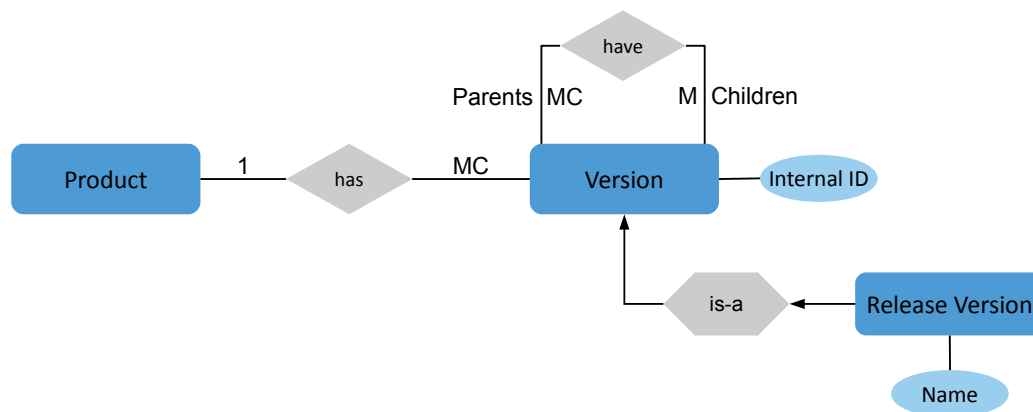 have
Parents MC
M Children
Product
1
has
MC
Version
Internal ID
is-a
Release Version
Name